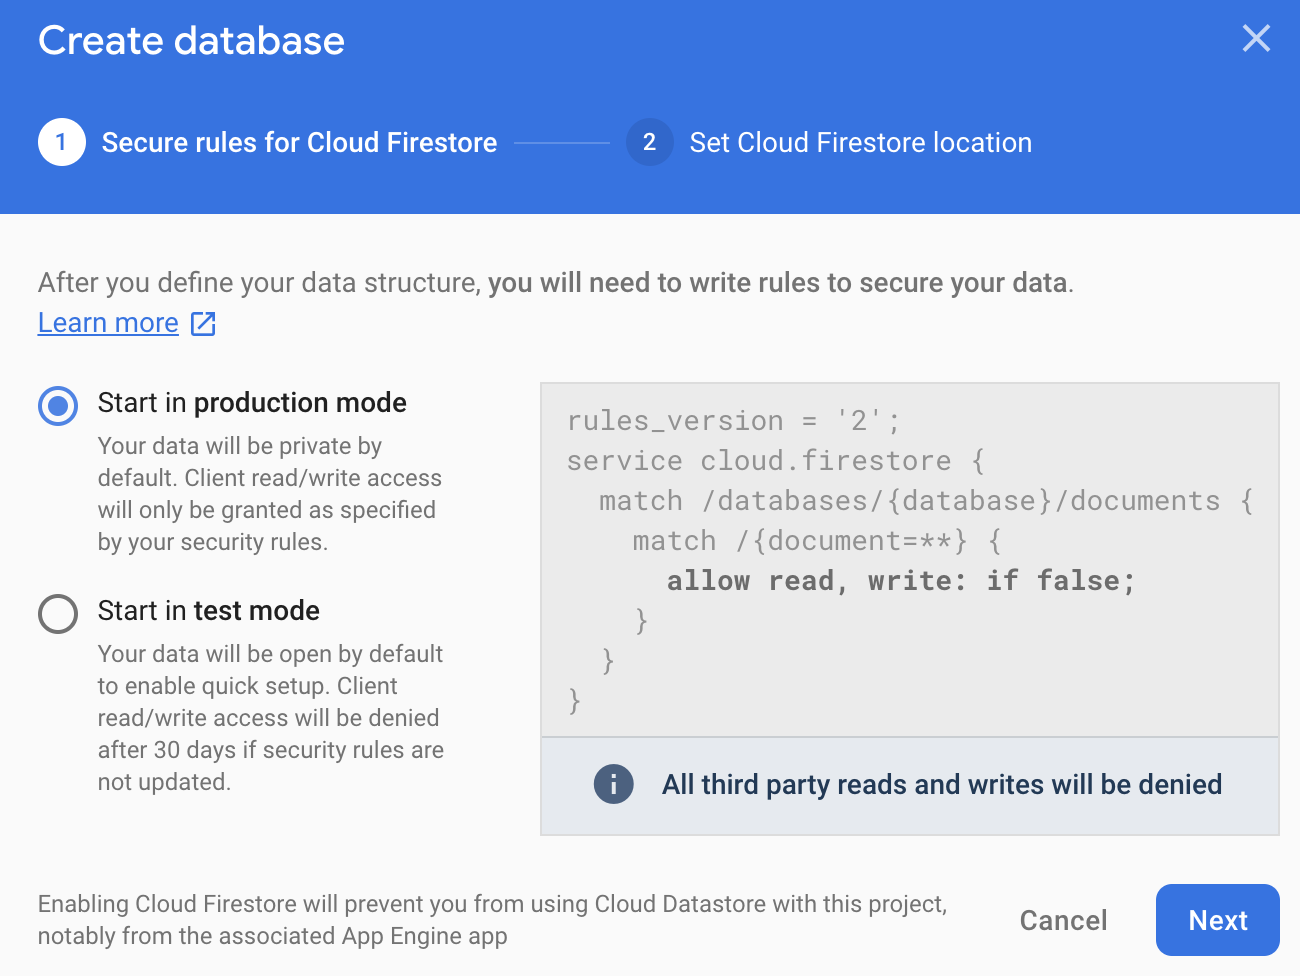 Create database
1 Secure rules for Cloud Firestore 2 Set Cloud Firestore location
After you define your data structure, you will need to write rules to secure your data.
Learn more
Start in production mode
Your data will be private by
default. Client read/write access
will only be granted as specified
by your security rules.
Start in test mode
Your data will be open by default
to enable quick setup. Client
read/write access will be denied
after 30 days if security rules are
not updated.
rules_version = '2';
service cloud.firestore {
  match /databases/{database}/documents {
    match /{document=**} {
      allow read, write: if false;
    }
  }
}
All third party reads and writes will be denied
Enabling Cloud Firestore will prevent you from using Cloud Datastore with this project,
notably from the associated App Engine app
Cancel Next